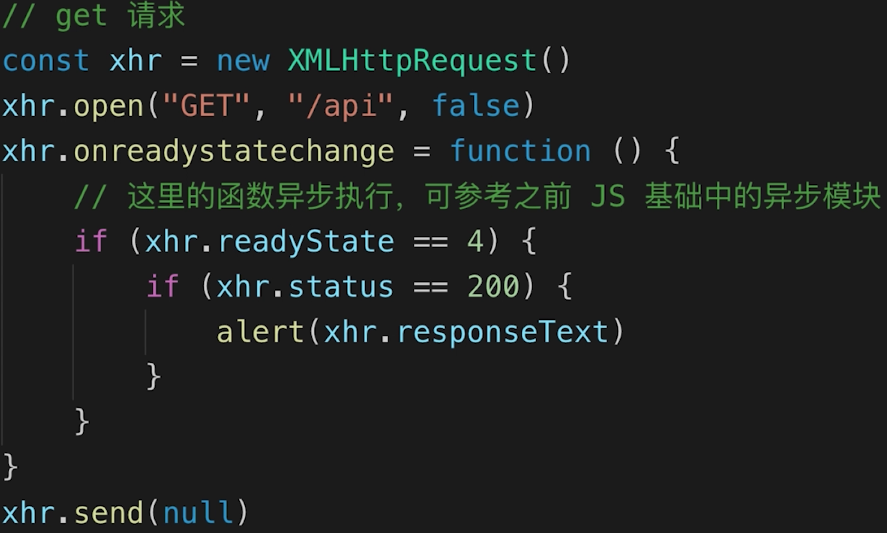 // get 请求
const xhr = new XMLHttpRequest()
xhr.open("GET", "/api", false)
xhr.onreadystatechange = function () {
    // 这里的函数异步执行，可参考之前 JS 基础中的异步模块
    if (xhr.readyState == 4) {
        if (xhr.status == 200) {
            alert(xhr.responseText)
        }
    }
}
xhr.send(null)